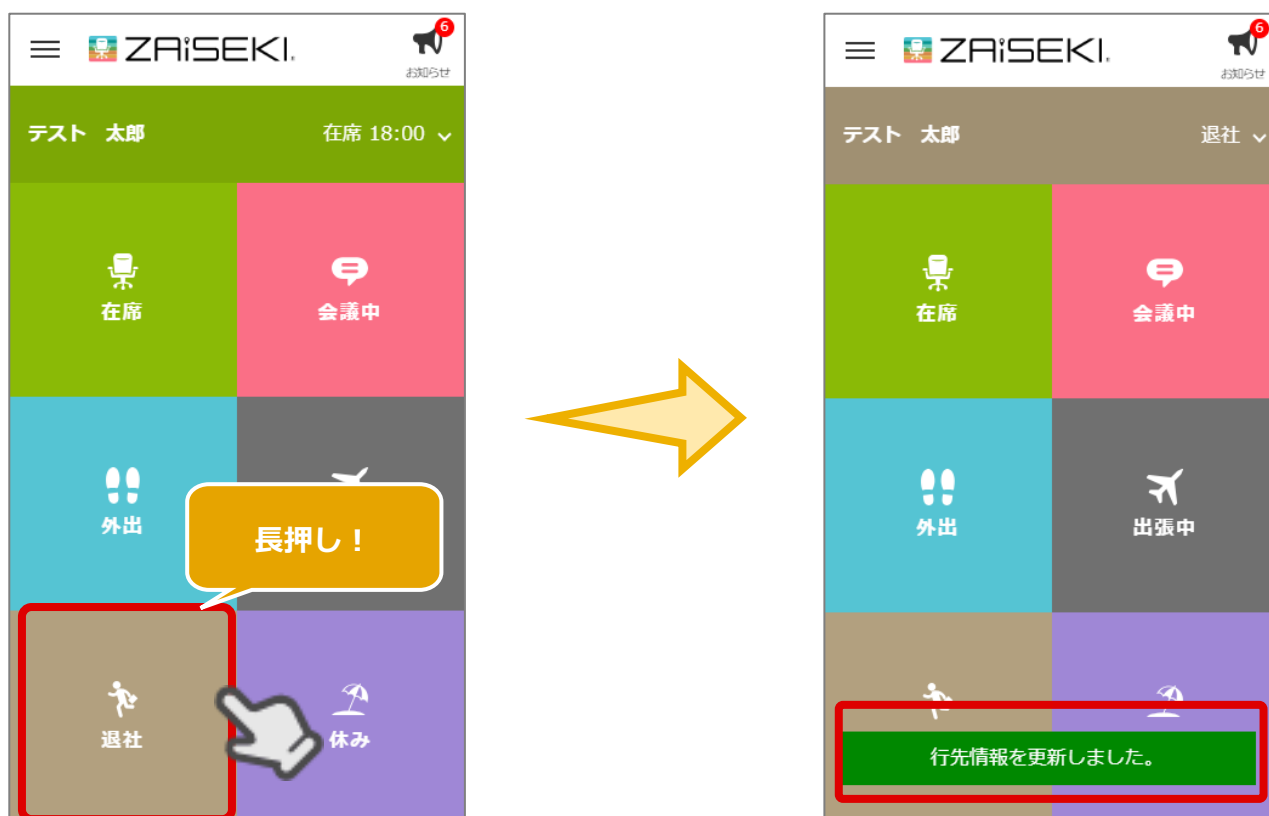 ZAiSEKI.
6
お知らせ
テスト 太郎
在席 18:00
在席
会議中
外出
長押し！
退社
休み
ZAiSEKI.
6
お知らせ
テスト 太郎
退社
在席
会議中
外出
出張中
行先情報を更新しました。